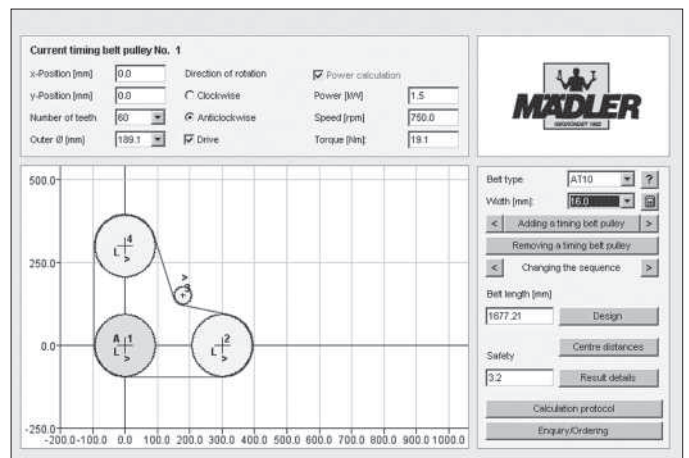 Current timing belt pulley No. 1
x-Position [mm] 0.0 Direction of rotation Power calculation
y-Position [mm] 0.0 Clockwise Power [kW] 1.5
Number of teeth 60 Anticlockwise Speed [rpm] 750.0
Outer Ø [mm] 189.1 Drive Torque [Nm] 19.1
MÄDLER
Belt type AT10 ?
Width [mm]: 16.0
< Adding a timing belt pulley >
Removing a timing belt pulley
< Changing the sequence >
Belt length [mm]
1677.21 Design
Centre distances
Safety
3.2 Result details
Calculation protocol
Enquiry/Ordering
500.0
4
L >
250.0
>
3
A 1 2
0.0
L > L >
-250.0
-200.0 -100.0 0.0 100.0 200.0 300.0 400.0 500.0 600.0 700.0 800.0 900.0 1000.0